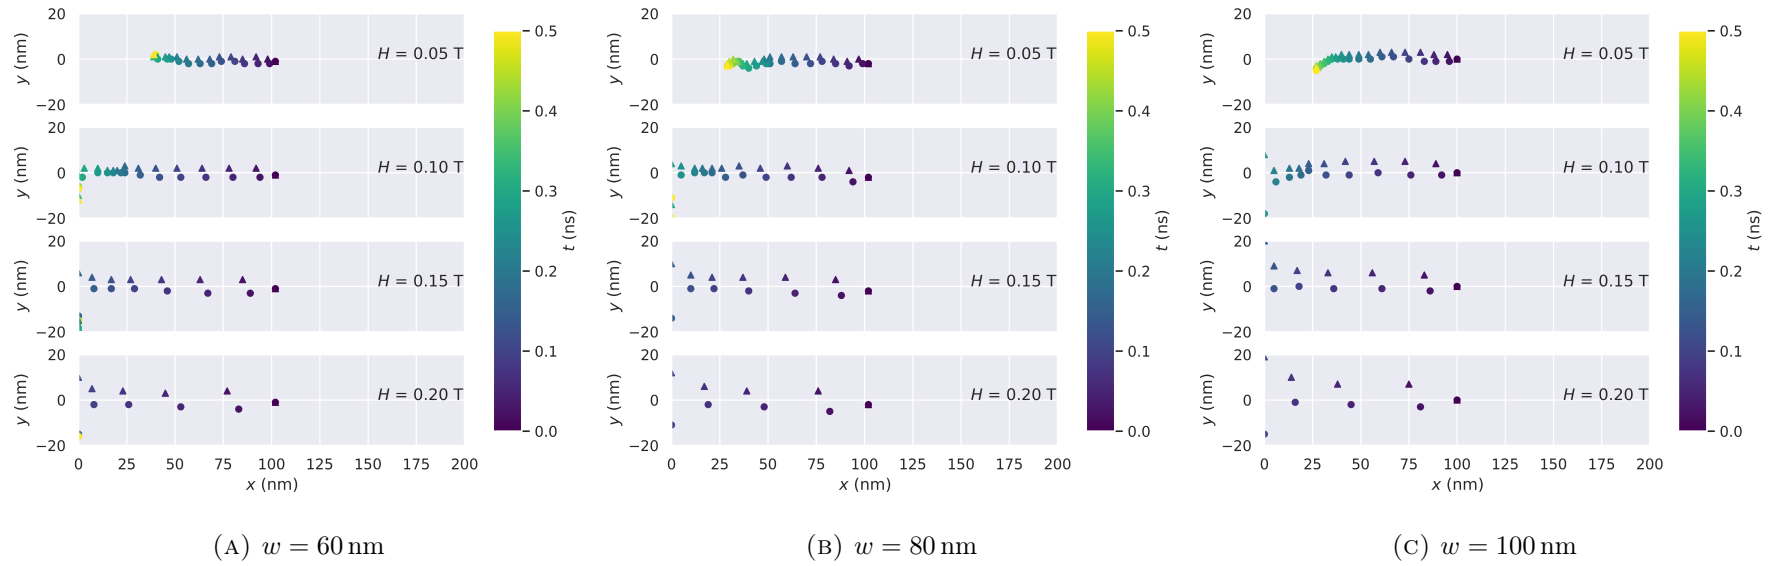 20
0
−20
y (nm)
H = 0.05 T
20
0
−20
y (nm)
H = 0.10 T
20
0
−20
y (nm)
H = 0.15 T
20
0
−20
y (nm)
H = 0.20 T
0 25 50 75 100 125 150 175 200
x (nm)
0.5
0.4
0.3
0.2
0.1
0.0
t (ns)
(A) w = 60 nm
20
0
−20
y (nm)
H = 0.05 T
20
0
−20
y (nm)
H = 0.10 T
20
0
−20
y (nm)
H = 0.15 T
20
0
−20
y (nm)
H = 0.20 T
0 25 50 75 100 125 150 175 200
x (nm)
0.5
0.4
0.3
0.2
0.1
0.0
t (ns)
(B) w = 80 nm
20
0
−20
y (nm)
H = 0.05 T
20
0
−20
y (nm)
H = 0.10 T
20
0
−20
y (nm)
H = 0.15 T
20
0
−20
y (nm)
H = 0.20 T
0 25 50 75 100 125 150 175 200
x (nm)
0.5
0.4
0.3
0.2
0.1
0.0
t (ns)
(C) w = 100 nm